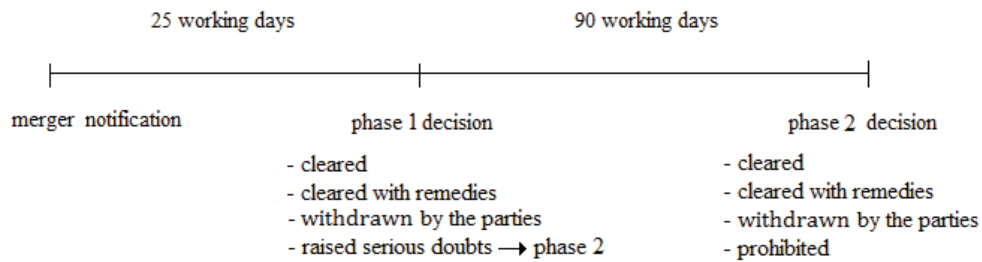 25 working days
90 working days
merger notification
phase 1 decision
- cleared
- cleared with remedies
- withdrawn by the parties
- raised serious doubts → phase 2
phase 2 decision
- cleared
- cleared with remedies
- withdrawn by the parties
- prohibited